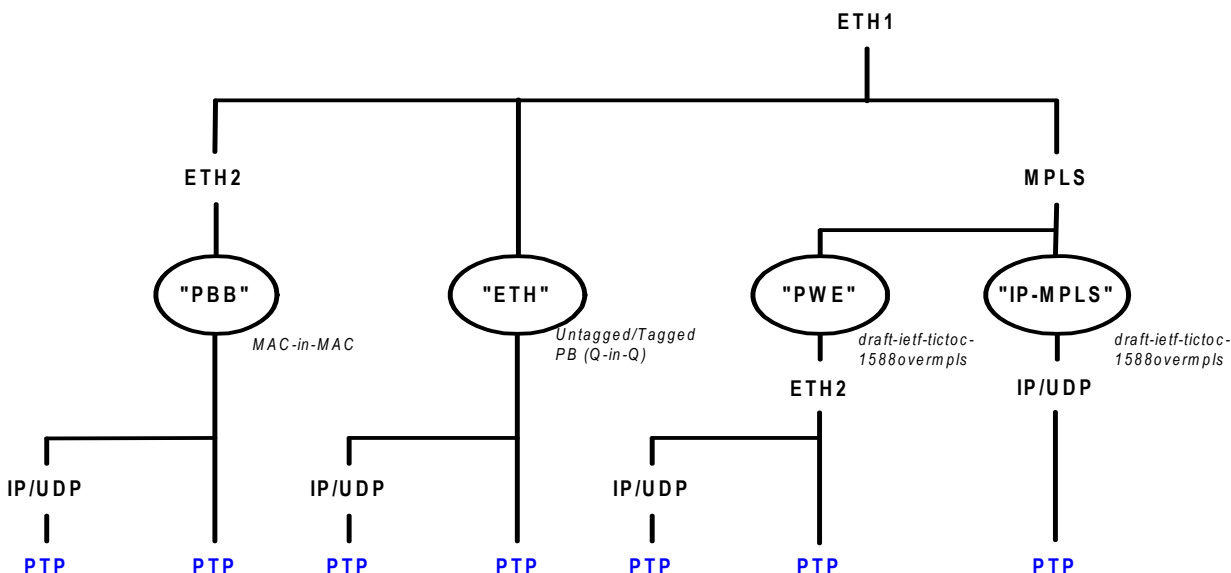 ETH1
ETH2
MPLS
"PBB"
"ETH"
"PWE"
"IP-MPLS"
MAC-in-MAC
Untagged/Tagged
PB (Q-in-Q)
draft-ietf-tictoc-
1588overmpls
draft-ietf-tictoc-
1588overmpls
ETH2
IP/UDP
IP/UDP
IP/UDP
IP/UDP
PTP
PTP
PTP
PTP
PTP
PTP
PTP